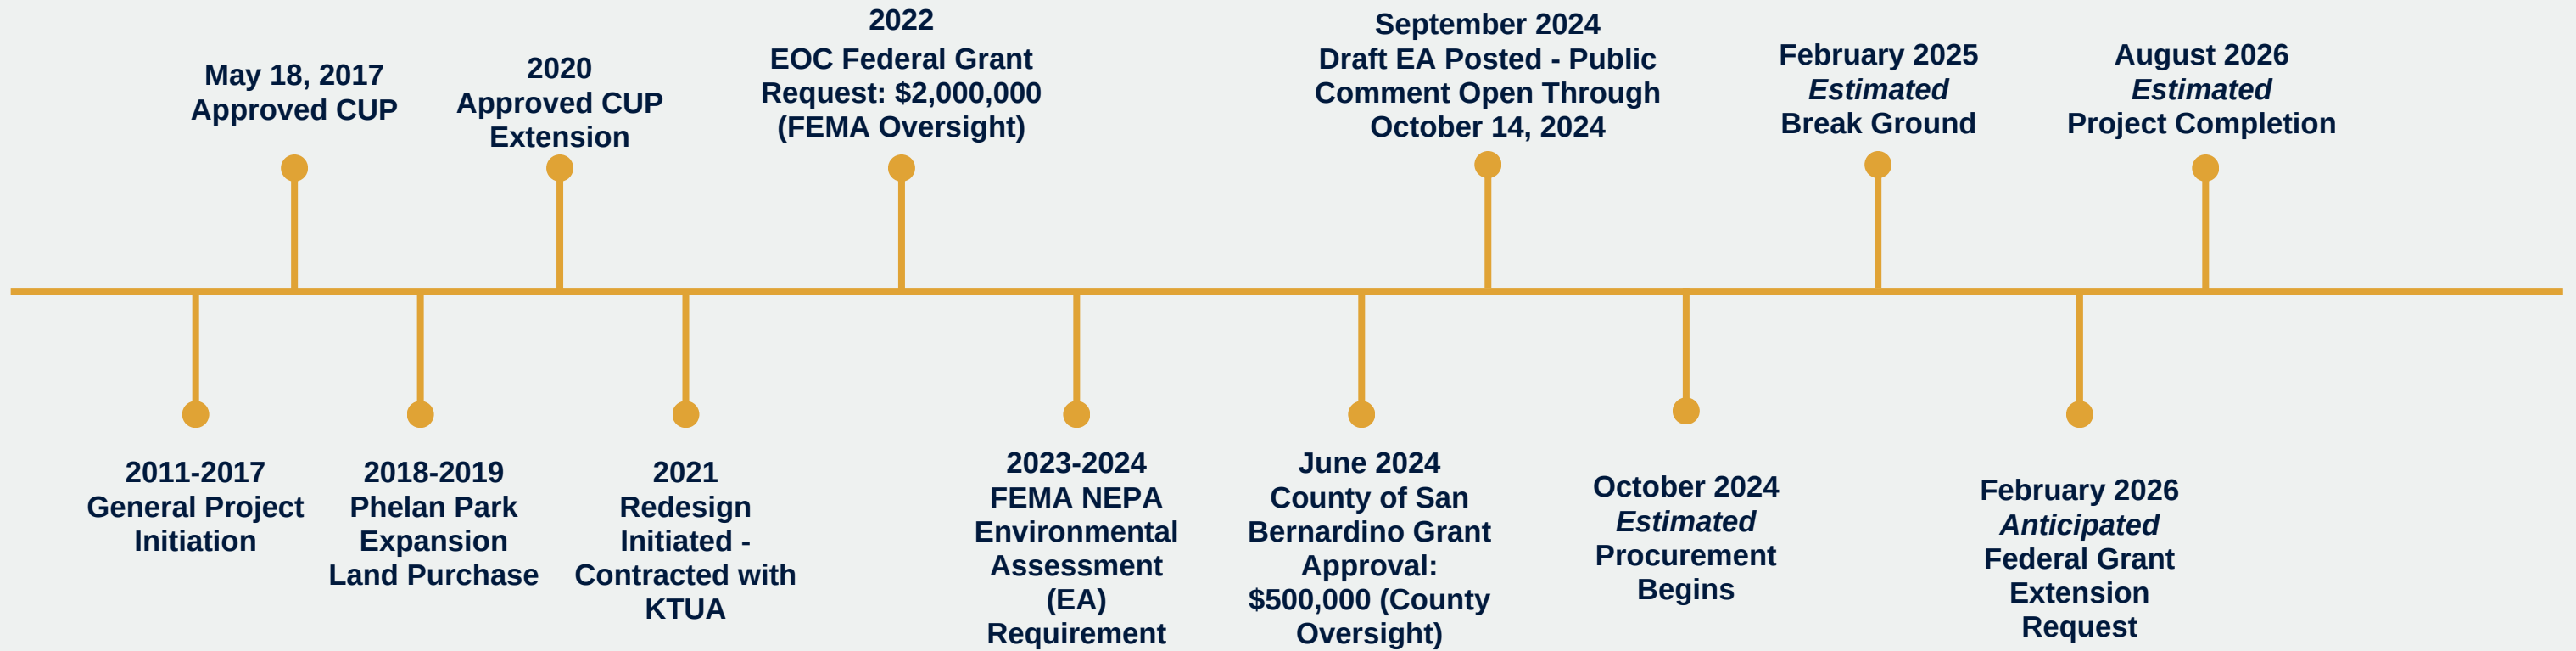 May 18, 2017
Approved CUP
2020
Approved CUP
Extension
2022
EOC Federal Grant
Request: $2,000,000
(FEMA Oversight)
September 2024
Draft EA Posted - Public
Comment Open Through
October 14, 2024
February 2025
Estimated
Break Ground
August 2026
Estimated
Project Completion
2011-2017
General Project
Initiation
2018-2019
Phelan Park
Expansion
Land Purchase
2021
Redesign
Initiated -
Contracted with
KTUA
2023-2024
FEMA NEPA
Environmental
Assessment
(EA)
Requirement
June 2024
County of San
Bernardino Grant
Approval:
$500,000 (County
Oversight)
October 2024
Estimated
Procurement
Begins
February 2026
Anticipated
Federal Grant
Extension
Request